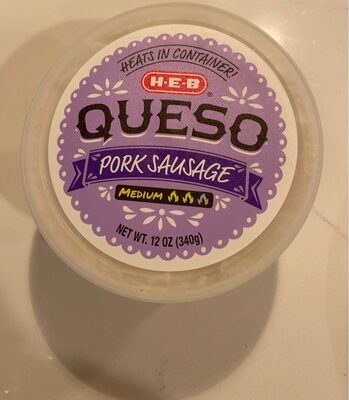 HEATS IN CONTAINER!
H-E-B®
QUESO
PORK SAUSAGE
MEDIUM
NET WT. 12 OZ (340g)